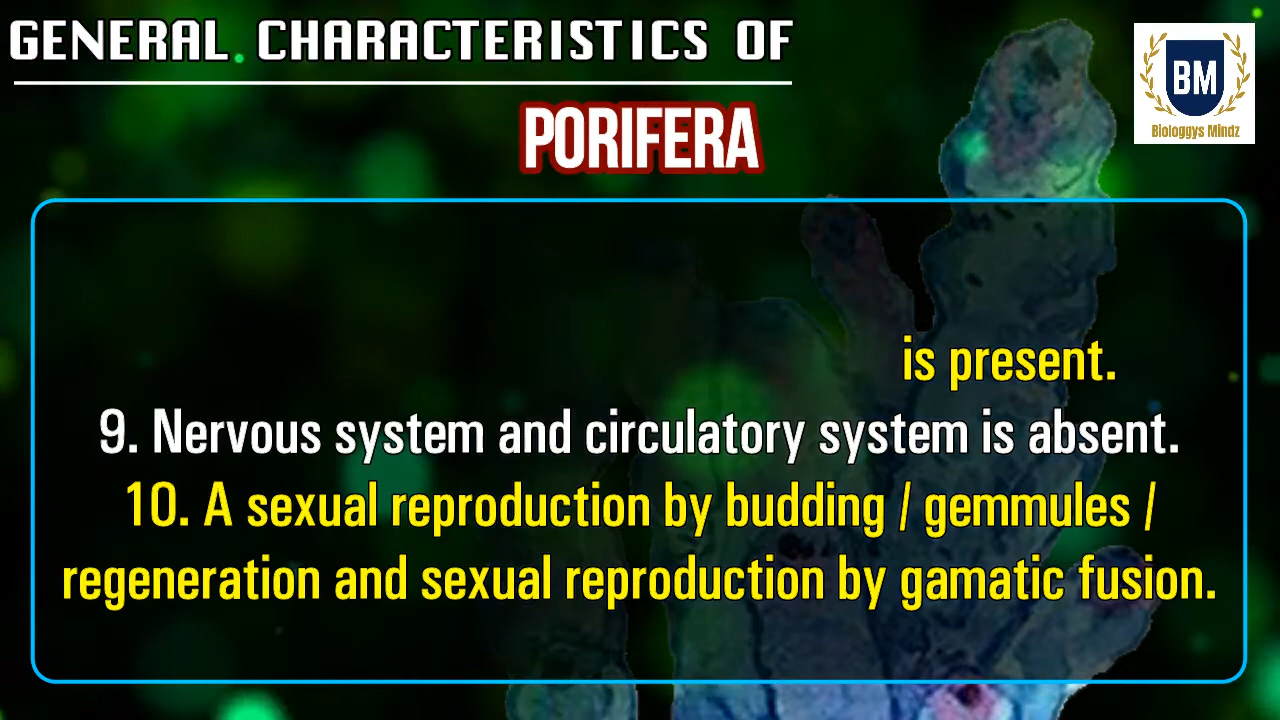 GENERAL CHARACTERISTICS OF
BM
Biologgys Mindz
PORIFERA
is present.
9. Nervous system and circulatory system is absent.
10. A sexual reproduction by budding / gemmules /
regeneration and sexual reproduction by gamatic fusion.